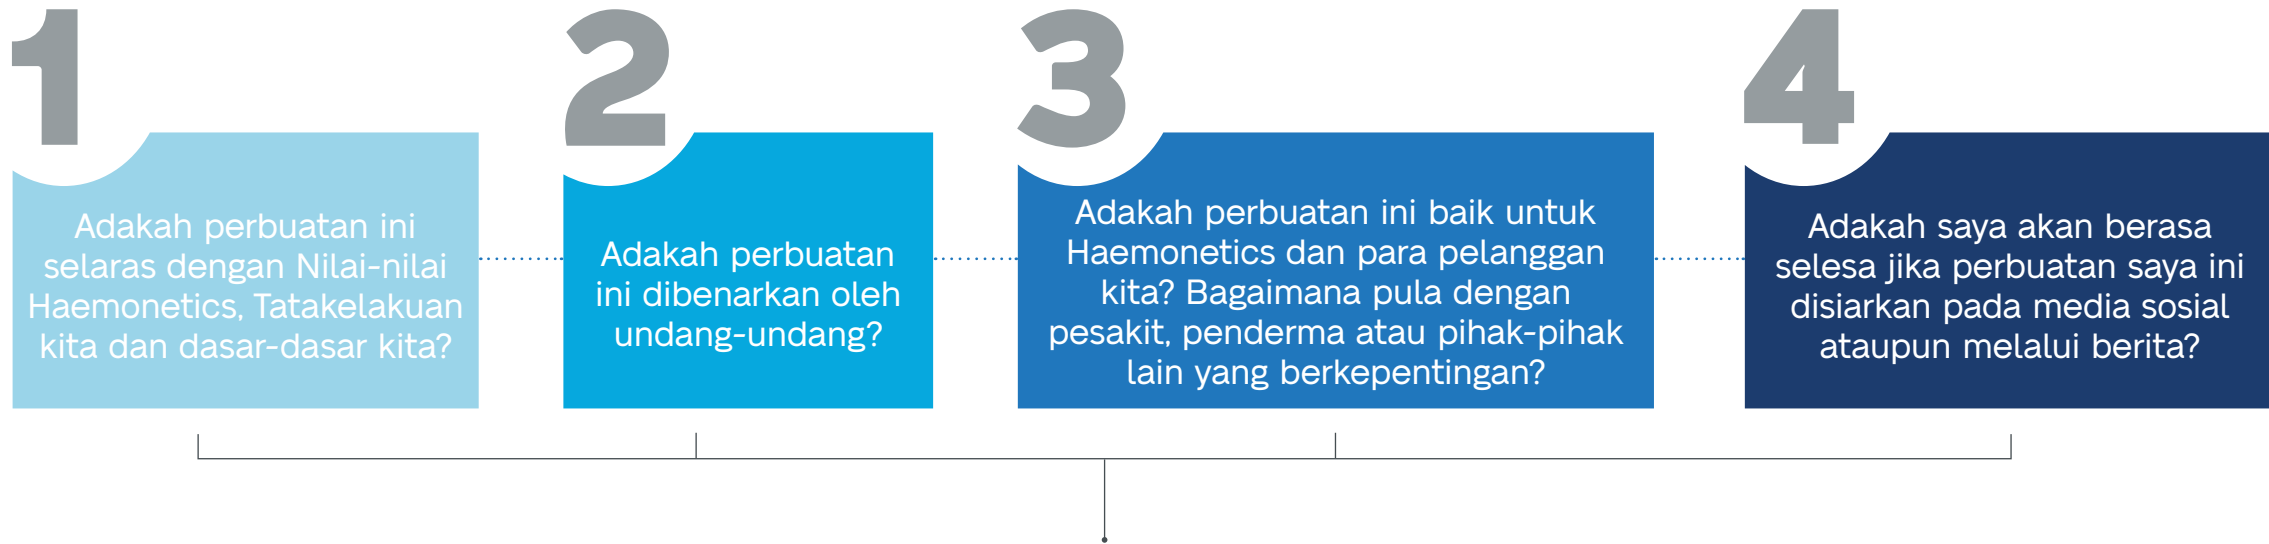 1
Adakah perbuatan ini
selaras dengan Nilai-nilai
Haemonetics, Tatakelakuan
kita dan dasar-dasar kita?
2
Adakah perbuatan
ini dibenarkan oleh
undang-undang?
3
Adakah perbuatan ini baik untuk
Haemonetics dan para pelanggan
kita? Bagaimana pula dengan
pesakit, penderma atau pihak-pihak
lain yang berkepentingan?
4
Adakah saya akan berasa
selesa jika perbuatan saya ini
disiarkan pada media sosial
ataupun melalui berita?